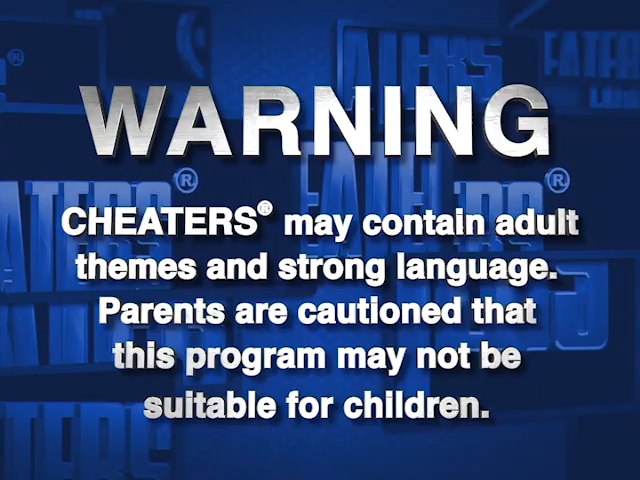 WARNING
CHEATERS® may contain adult
themes and strong language.
Parents are cautioned that
this program may not be
suitable for children.